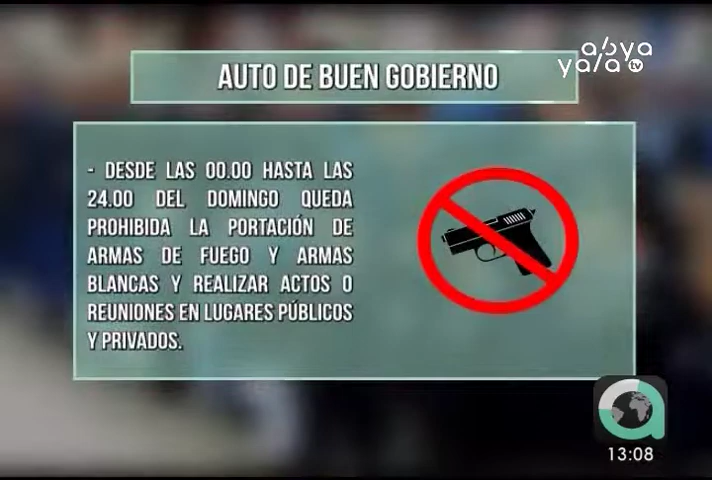 abya
yala tv
AUTO DE BUEN GOBIERNO
- DESDE LAS 00.00 HASTA LAS
24.00 DEL DOMINGO QUEDA
PROHIBIDA LA PORTACIÓN DE
ARMAS DE FUEGO Y ARMAS
BLANCAS Y REALIZAR ACTOS O
REUNIONES EN LUGARES PÚBLICOS
Y PRIVADOS.
13:08